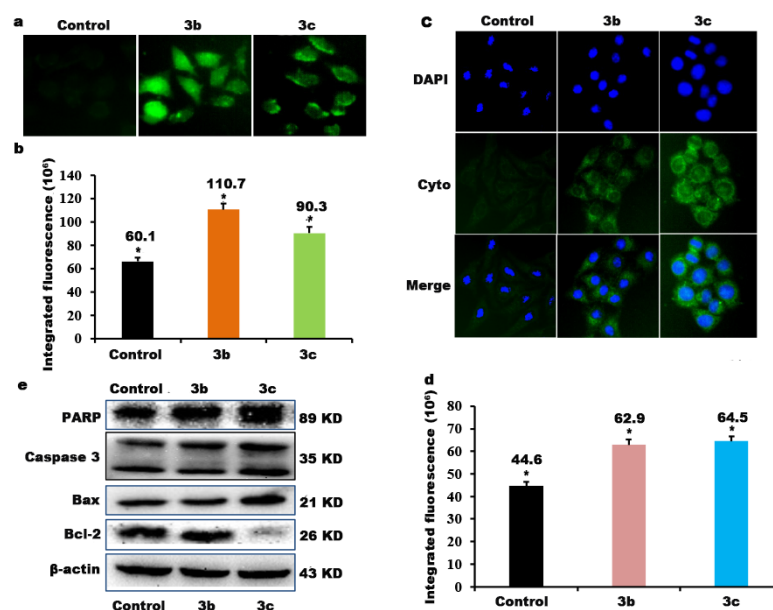 a
Control 3b 3c
b
Integrated fluorescence (10⁶)
140
120
100
80
60
40
20
0
60.1
*
110.7
*
90.3
*
Control 3b 3c
c
Control 3b 3c
DAPI
Cyto
Merge
d
Integrated fluorescence (10⁶)
80
70
60
50
40
30
20
10
0
44.6
*
62.9
*
64.5
*
Control 3b 3c
e
Control 3b 3c
PARP 89 KD
Caspase 3 35 KD
Bax 21 KD
Bcl-2 26 KD
β-actin 43 KD
Control 3b 3c